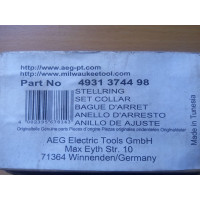 http://www.aeg-pt.com
http://www.milwaukeetool.com
Part No 4931 3744 98
STELLRING
SET COLLAR
BAGUE D'ARRET
ANELLO D'ARRESTO
ANILLO DE AJUSTE
Made in Tunesia
AEG Electric Tools GmbH
Max Eyth Str. 10
71364 Winnenden/Germany